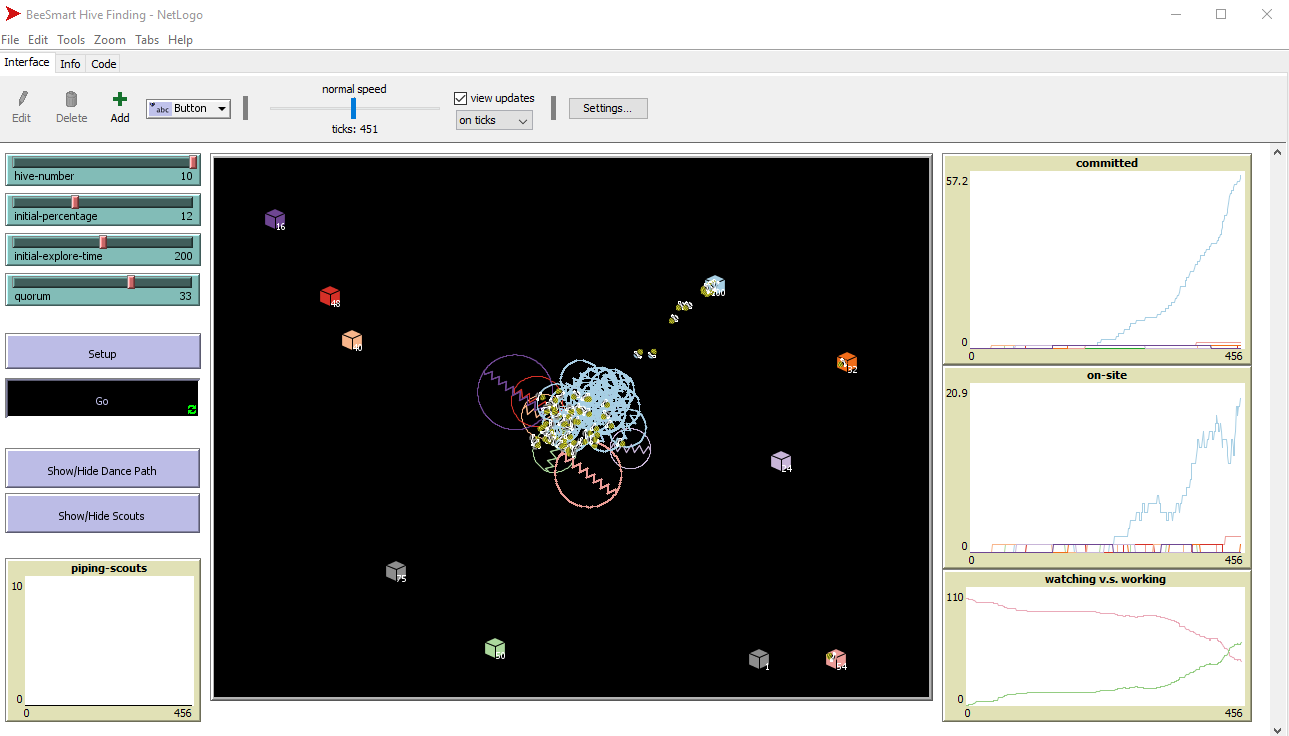 BeeSmart Hive Finding - NetLogo
File Edit Tools Zoom Tabs Help
Interface Info Code
normal speed
view updates
Edit Delete Add abc Button on ticks Settings...
ticks: 451
hive-number 10
initial-percentage 12
initial-explore-time 200
quorum 33
Setup
Go
Show/Hide Dance Path
Show/Hide Scouts
piping-scouts
10
0
0 456
16
48
40
100
32
24
75
50
1
54
committed
57.2
0
0 456
on-site
20.9
0
0 456
watching v.s. working
110
0
0 456